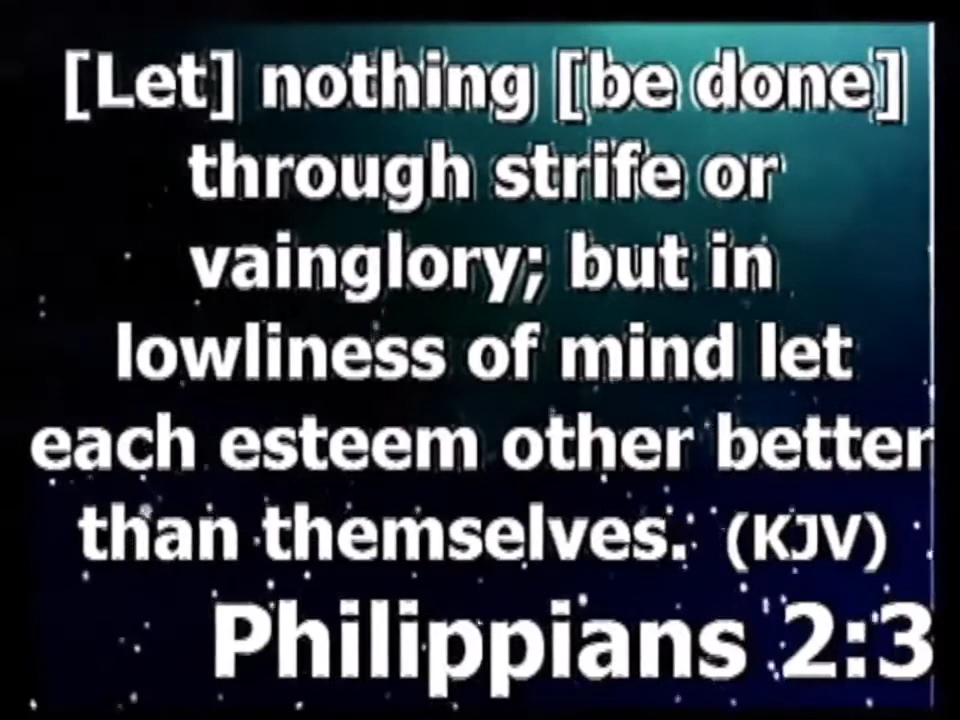 [Let] nothing [be done]
through strife or
vainglory; but in
lowliness of mind let
each esteem other better
than themselves. (KJV)
Philippians 2:3